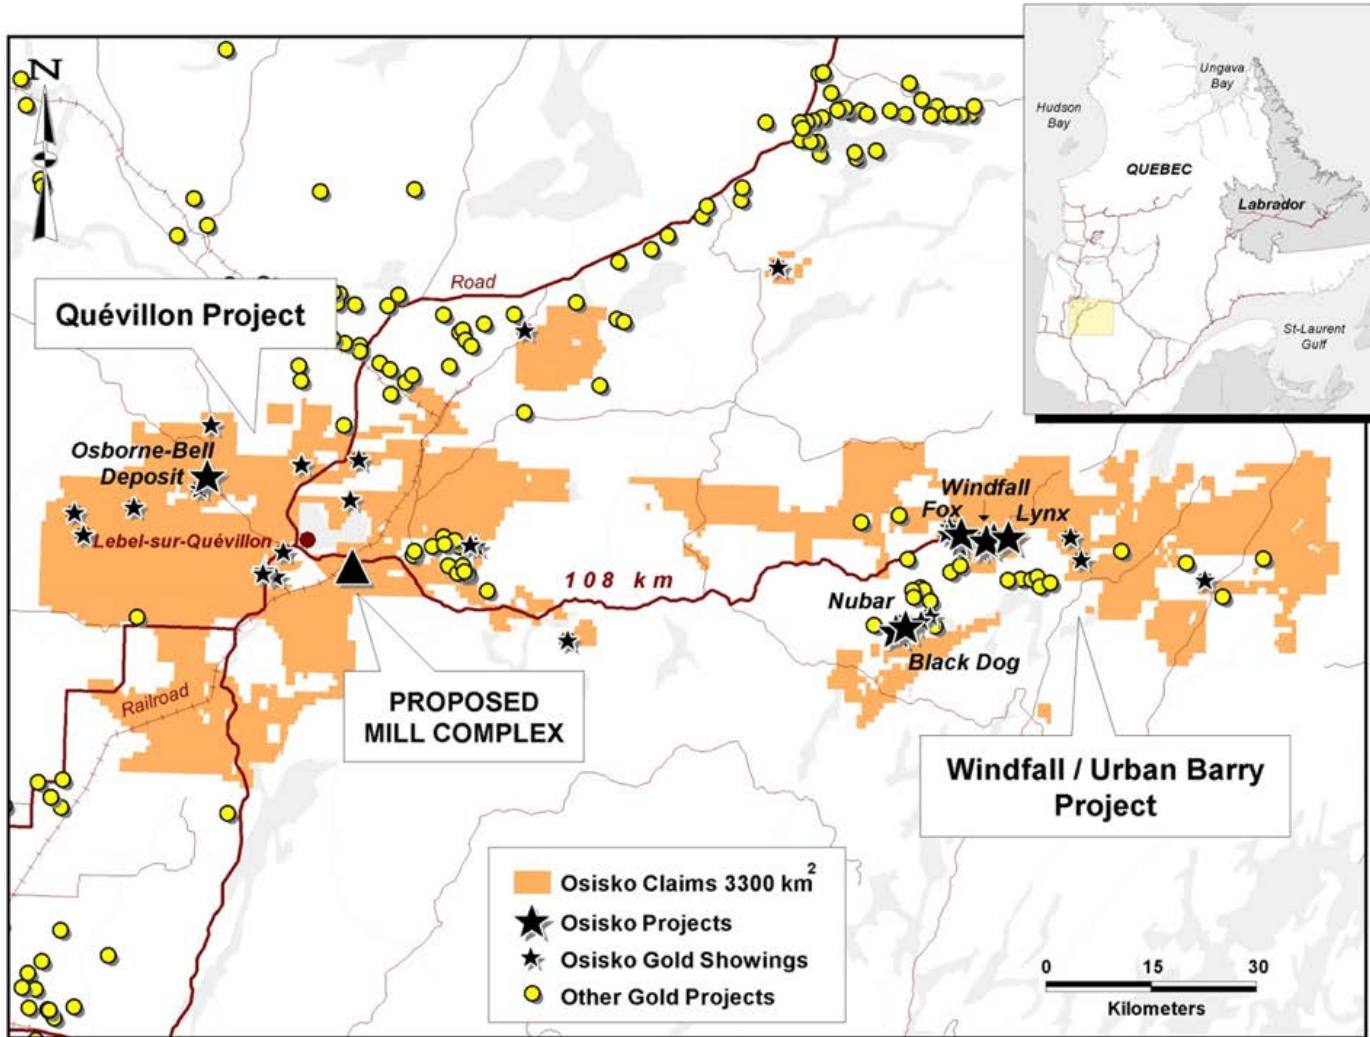 N
Hudson
Bay
Ungava
Bay
QUEBEC
Labrador
St-Laurent
Gulf
Quévillon Project
Road
Osborne-Bell
Deposit
Lebel-sur-Quévillon
Windfall
Fox
Lynx
108 km
Nubar
Black Dog
Railroad
PROPOSED
MILL COMPLEX
Windfall / Urban Barry
Project
Osisko Claims 3300 km²
Osisko Projects
Osisko Gold Showings
Other Gold Projects
0 15 30
Kilometers